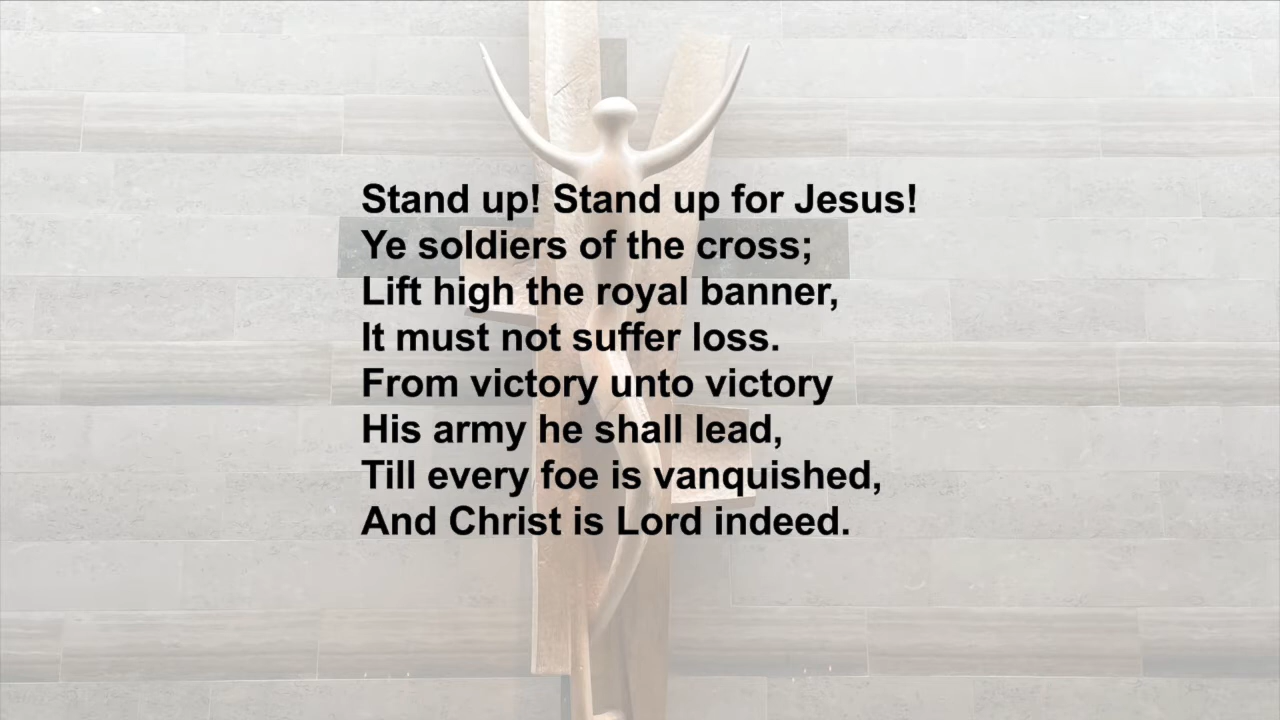 Stand up! Stand up for Jesus!
Ye soldiers of the cross;
Lift high the royal banner,
It must not suffer loss.
From victory unto victory
His army he shall lead,
Till every foe is vanquished,
And Christ is Lord indeed.